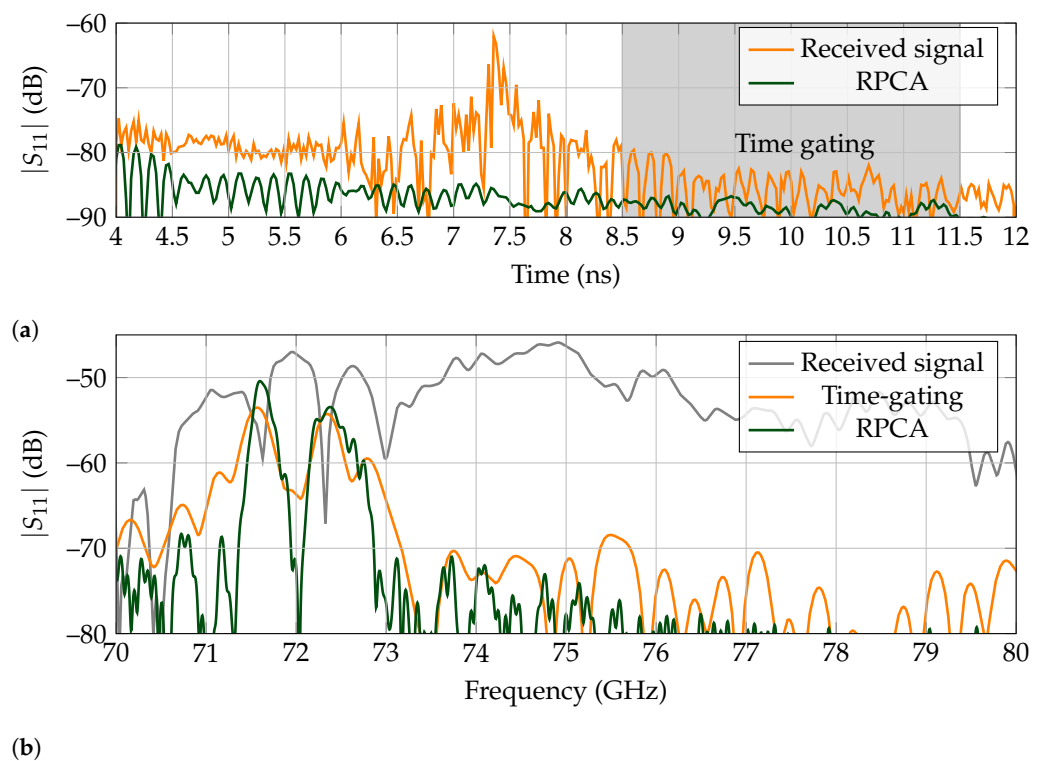 −60
−70
−80
−90
|S11| (dB)
Received signal
RPCA
Time gating
4 4.5 5 5.5 6 6.5 7 7.5 8 8.5 9 9.5 10 10.5 11 11.5 12
Time (ns)
(a)
−50
−60
−70
−80
|S11| (dB)
Received signal
Time-gating
RPCA
70 71 72 73 74 75 76 77 78 79 80
Frequency (GHz)
(b)